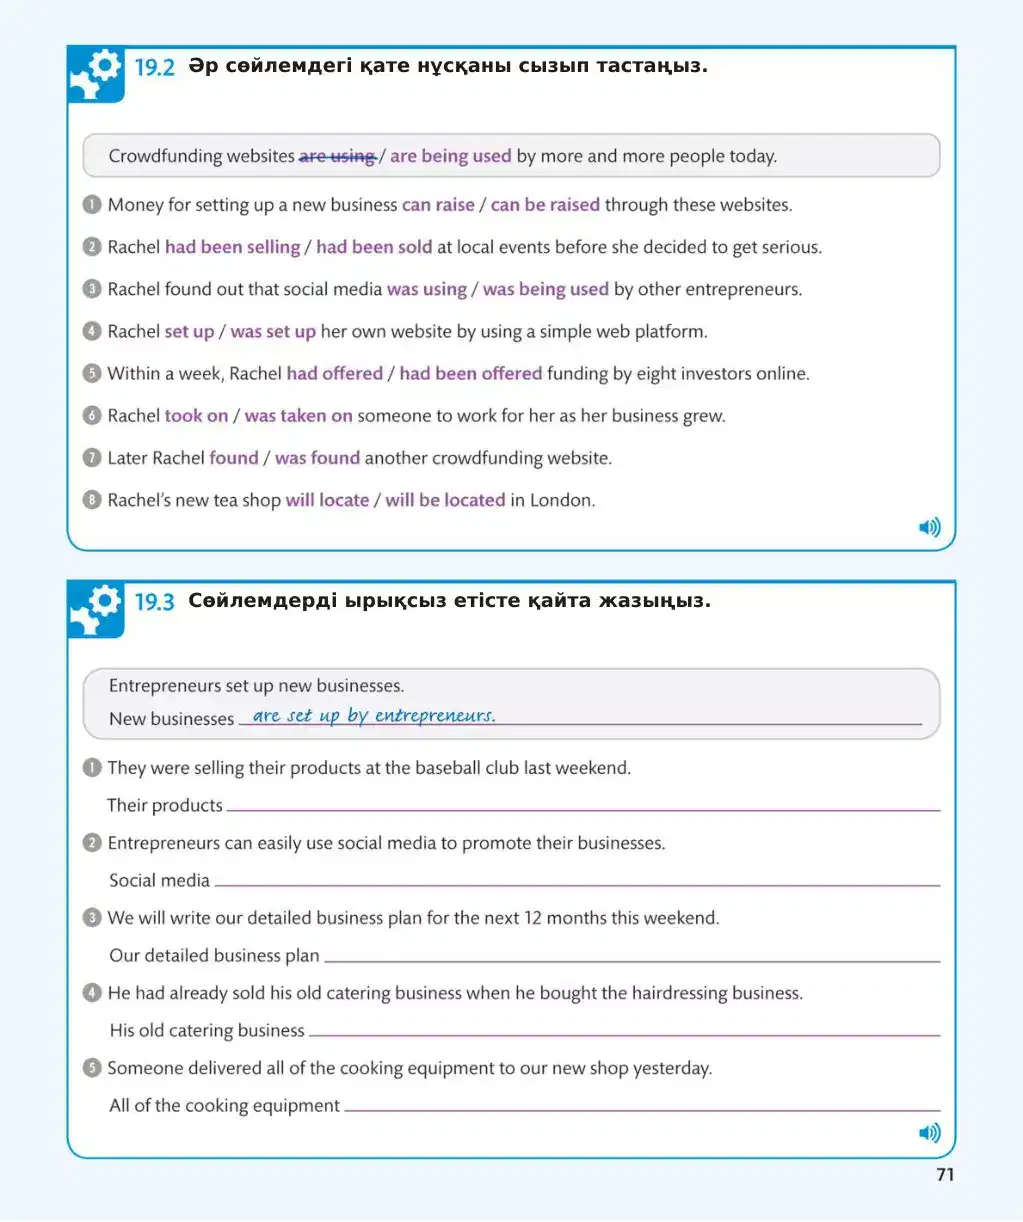 19.2 Әр сөйлемдегі қате нұсқаны сызып тастаңыз.
Crowdfunding websites are using / are being used by more and more people today.
1 Money for setting up a new business can raise / can be raised through these websites.
2 Rachel had been selling / had been sold at local events before she decided to get serious.
3 Rachel found out that social media was using / was being used by other entrepreneurs.
4 Rachel set up / was set up her own website by using a simple web platform.
5 Within a week, Rachel had offered / had been offered funding by eight investors online.
6 Rachel took on / was taken on someone to work for her as her business grew.
7 Later Rachel found / was found another crowdfunding website.
8 Rachel’s new tea shop will locate / will be located in London.
19.3 Сөйлемдерді ырықсыз етісте қайта жазыңыз.
Entrepreneurs set up new businesses.
New businesses are set up by entrepreneurs.
1 They were selling their products at the baseball club last weekend.
Their products
2 Entrepreneurs can easily use social media to promote their businesses.
Social media
3 We will write our detailed business plan for the next 12 months this weekend.
Our detailed business plan
4 He had already sold his old catering business when he bought the hairdressing business.
His old catering business
5 Someone delivered all of the cooking equipment to our new shop yesterday.
All of the cooking equipment
71